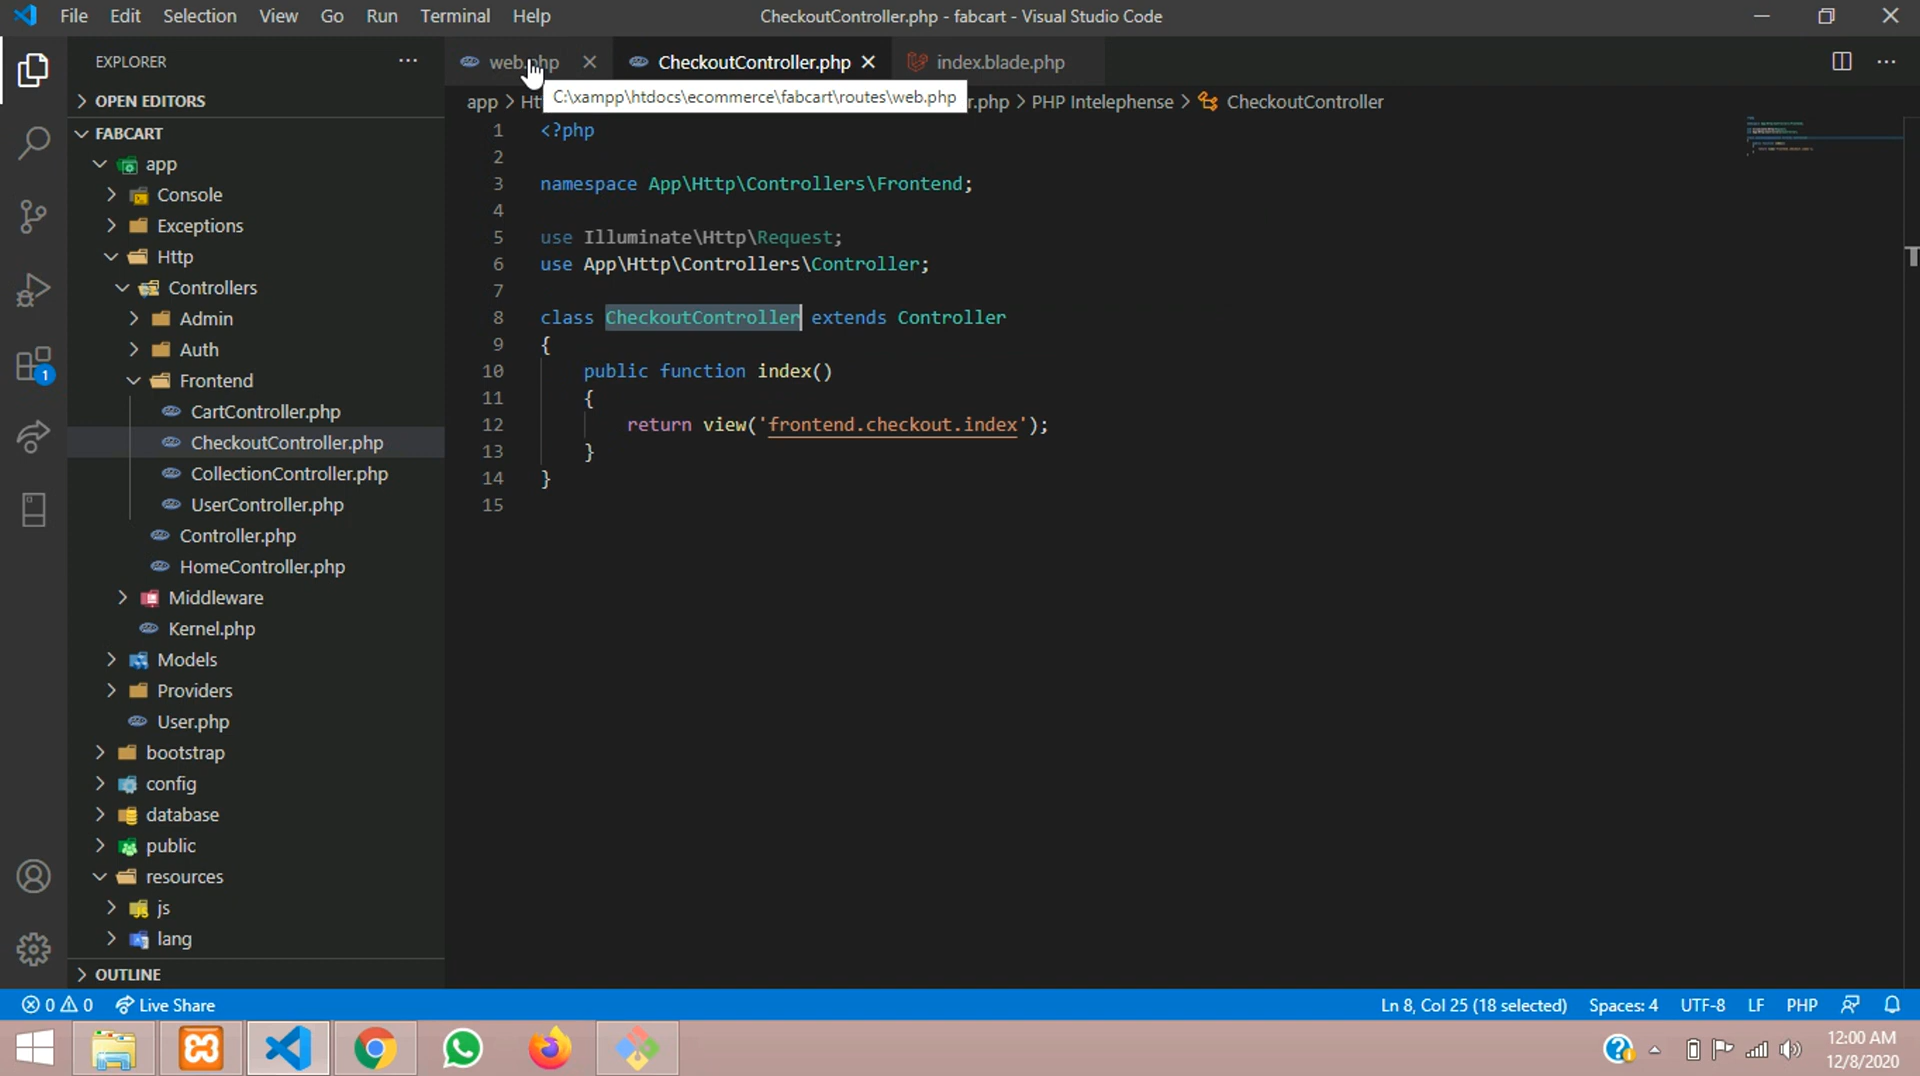 File Edit Selection View Go Run Terminal Help
CheckoutController.php - fabcart - Visual Studio Code
EXPLORER
web.php
CheckoutController.php
index.blade.php
C:\xampp\htdocs\ecommerce\fabcart\routes\web.php
app > Ht r.php > PHP Intelephense > CheckoutController
OPEN EDITORS
FABCART
app
Console
Exceptions
Http
Controllers
Admin
Auth
Frontend
CartController.php
CheckoutController.php
CollectionController.php
UserController.php
Controller.php
HomeController.php
Middleware
Kernel.php
Models
Providers
User.php
bootstrap
config
database
public
resources
js
lang
OUTLINE
1
1 <?php
2
3 namespace App\Http\Controllers\Frontend;
4
5 use Illuminate\Http\Request;
6 use App\Http\Controllers\Controller;
7
8 class CheckoutController extends Controller
9 {
10 public function index()
11 {
12 return view('frontend.checkout.index');
13 }
14 }
15
0 0 Live Share
Ln 8, Col 25 (18 selected) Spaces: 4 UTF-8 LF PHP
12:00 AM
12/8/2020